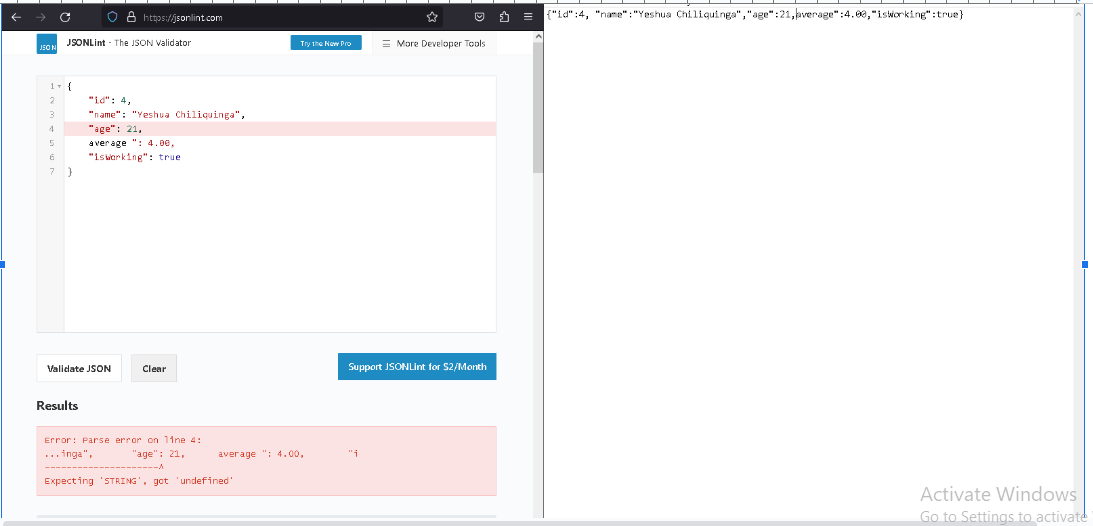 https://jsonlint.com
JSON
JSONLint - The JSON Validator
Try the New Pro
More Developer Tools
1 {
2 "id": 4,
3 "name": "Yeshua Chiliquinga",
4 "age": 21,
5 average ": 4.00,
6 "isWorking": true
7 }
Validate JSON
Clear
Support JSONLint for $2/Month
Results
Error: Parse error on line 4:
...inga", "age": 21, average ": 4.00, "i
---------------------^
Expecting 'STRING', got 'undefined'
{"id":4, "name":"Yeshua Chiliquinga","age":21,average":4.00,"isWorking":true}
Activate Windows
Go to Settings to activate